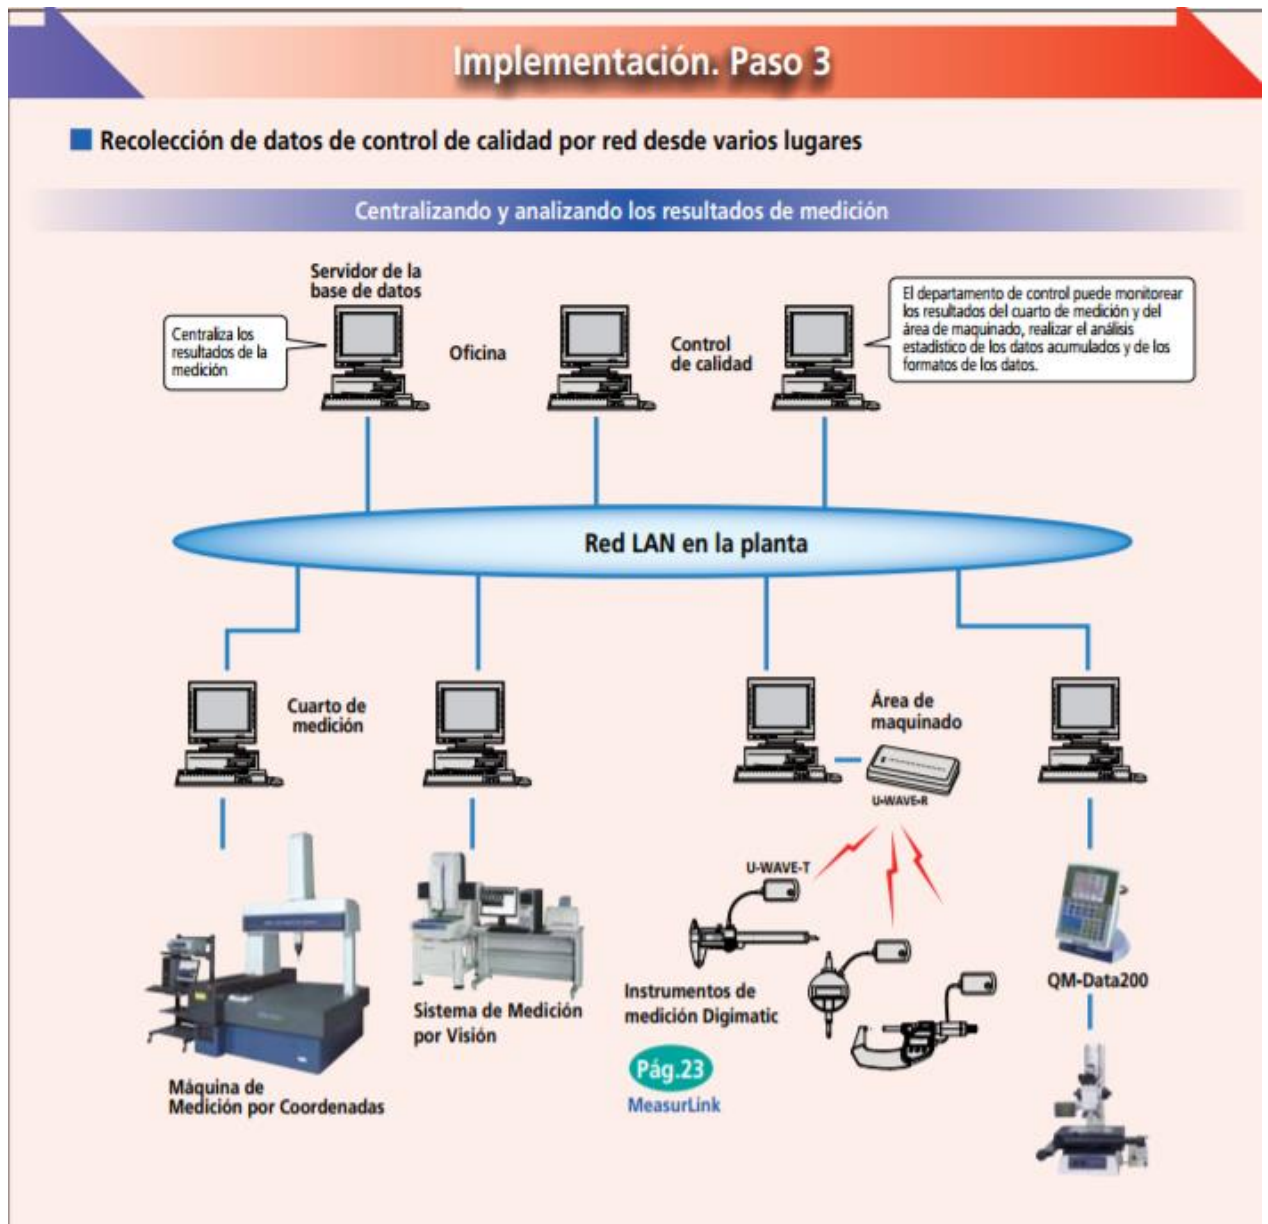 Implementación. Paso 3
Recolección de datos de control de calidad por red desde varios lugares
Centralizando y analizando los resultados de medición
Servidor de la
base de datos
Centraliza los
resultados de la
medición
Oficina
Control
de calidad
El departamento de control puede monitorear
los resultados del cuarto de medición y del
área de maquinado, realizar el análisis
estadístico de los datos acumulados y de los
formatos de los datos.
Red LAN en la planta
Cuarto de
medición
Área de
maquinado
U-WAVE-R
U-WAVE-T
Sistema de Medición
por Visión
Instrumentos de
medición Digimatic
QM-Data200
Pág.23
MeasurLink
Máquina de
Medición por Coordenadas